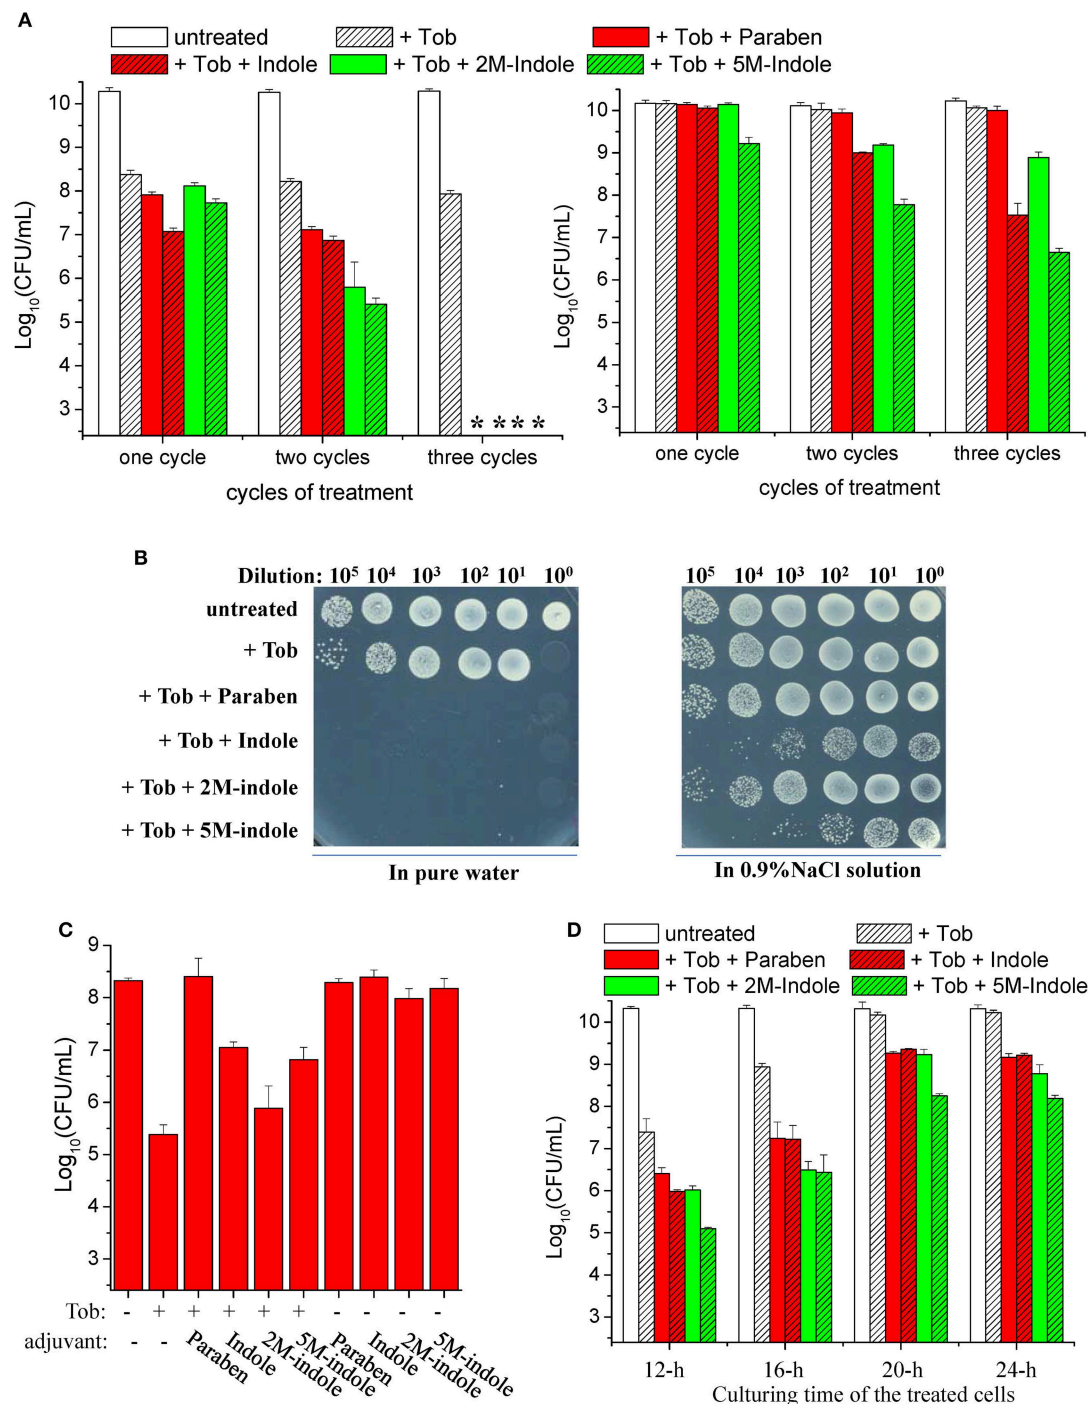 A
untreated
+ Tob
+ Tob + Paraben
+ Tob + Indole
+ Tob + 2M-Indole
+ Tob + 5M-Indole
Log10(CFU/mL)
10
9
8
7
6
5
4
3
* * * *
one cycle
two cycles
three cycles
cycles of treatment
Log10(CFU/mL)
10
9
8
7
6
5
4
3
one cycle
two cycles
three cycles
cycles of treatment
B
Dilution: 10⁵ 10⁴ 10³ 10² 10¹ 10⁰
10⁵ 10⁴ 10³ 10² 10¹ 10⁰
untreated
+ Tob
+ Tob + Paraben
+ Tob + Indole
+ Tob + 2M-indole
+ Tob + 5M-indole
In pure water
In 0.9%NaCl solution
C
Log10(CFU/mL)
9
8
7
6
5
4
3
Tob: - + + + + + - - - -
adjuvant: - - Paraben Indole 2M-indole 5M-indole Paraben Indole 2M-indole 5M-indole
D
untreated
+ Tob
+ Tob + Paraben
+ Tob + Indole
+ Tob + 2M-Indole
+ Tob + 5M-Indole
Log10(CFU/mL)
10
9
8
7
6
5
4
3
12-h
16-h
20-h
24-h
Culturing time of the treated cells